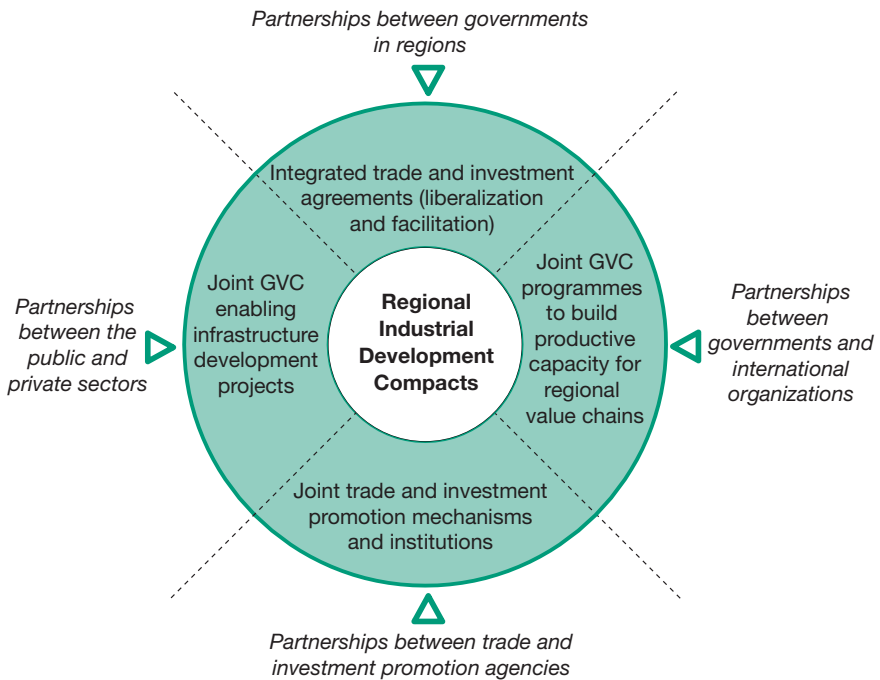 Partnerships between governments
in regions
Integrated trade and investment
agreements (liberalization
and facilitation)
Joint GVC
enabling
infrastructure
development
projects
Regional
Industrial
Development
Compacts
Joint GVC
programmes
to build
productive
capacity for
regional
value chains
Partnerships
between the
public and
private sectors
Partnerships
between
governments and
international
organizations
Joint trade and investment
promotion mechanisms
and institutions
Partnerships between trade and
investment promotion agencies